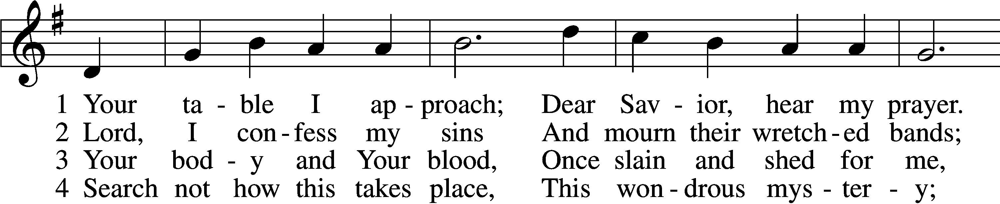 1 Your ta - ble I ap - proach; Dear Sav - ior, hear my prayer.
2 Lord, I con - fess my sins And mourn their wretch - ed bands;
3 Your bod - y and Your blood, Once slain and shed for me,
4 Search not how this takes place, This won - drous mys - ter - y;